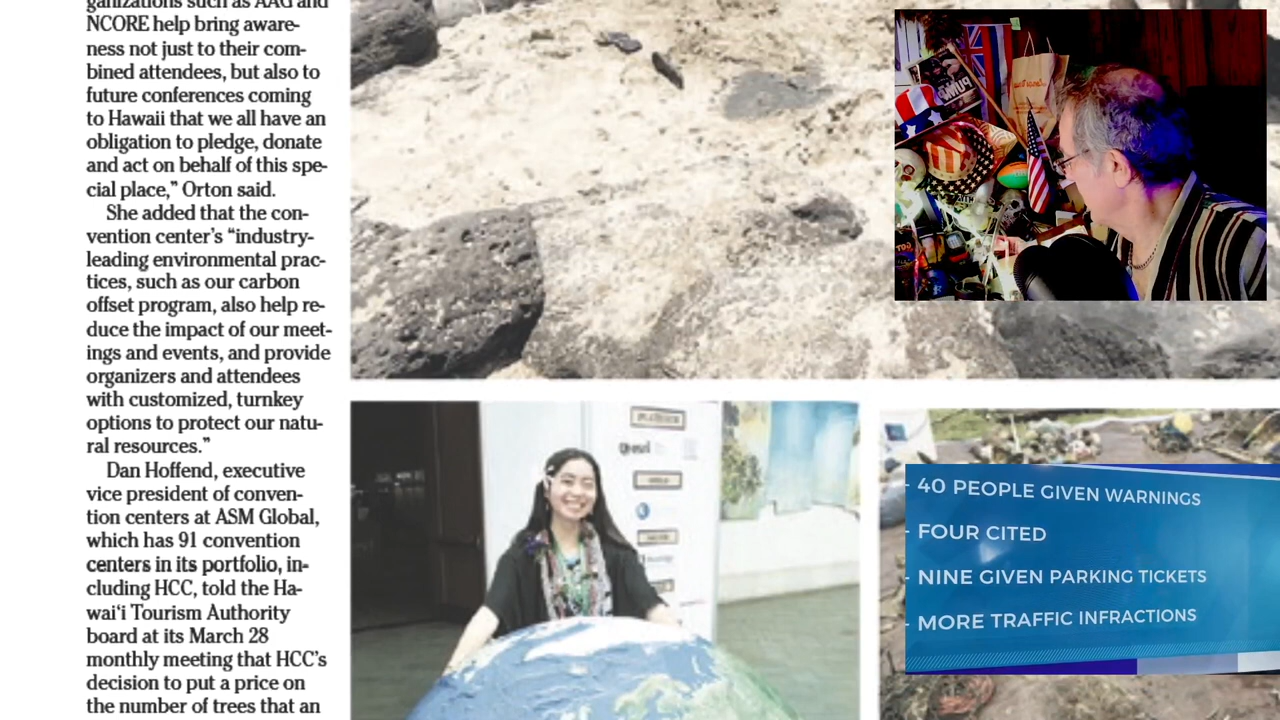 ganizations such as AAG and
NCORE help bring aware-
ness not just to their com-
bined attendees, but also to
future conferences coming
to Hawaii that we all have an
obligation to pledge, donate
and act on behalf of this spe-
cial place,” Orton said.
She added that the con-
vention center’s “industry-
leading environmental prac-
tices, such as our carbon
offset program, also help re-
duce the impact of our meet-
ings and events, and provide
organizers and attendees
with customized, turnkey
options to protect our natu-
ral resources.”
Dan Hoffend, executive
vice president of conven-
tion centers at ASM Global,
which has 91 convention
centers in its portfolio, in-
cluding HCC, told the Ha-
wai‘i Tourism Authority
board at its March 28
monthly meeting that HCC’s
decision to put a price on
the number of trees that an
PLATINUM
esri
GOLD
SILVER
- 40 PEOPLE GIVEN WARNINGS
- FOUR CITED
- NINE GIVEN PARKING TICKETS
- MORE TRAFFIC INFRACTIONS